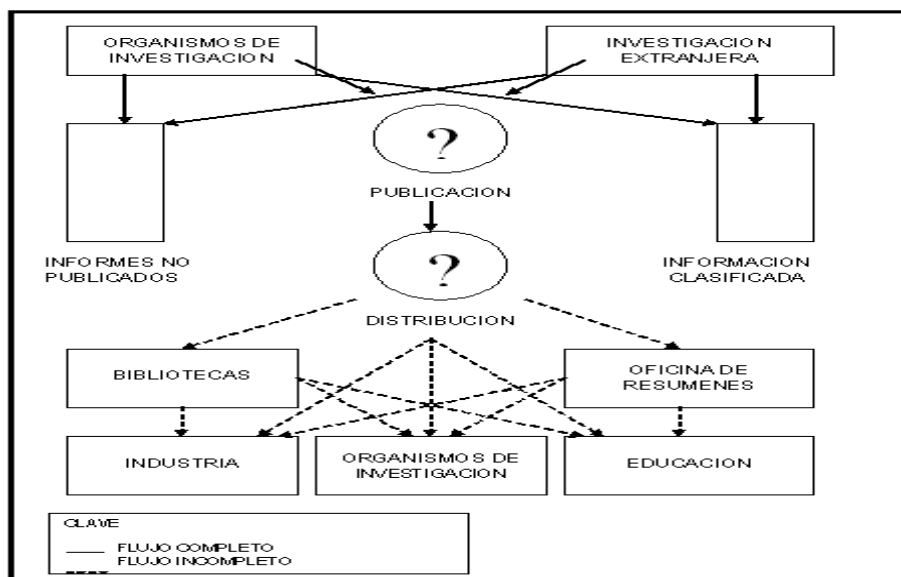 ORGANISMOS DE
INVESTIGACION
INVESTIGACION
EXTRANJERA
?
PUBLICACION
INFORMES NO
PUBLICADOS
?
INFORMACION
CLASIFICADA
DISTRIBUCION
BIBLIOTECAS
OFICINA DE
RESUMENES
INDUSTRIA
ORGANISMOS DE
INVESTIGACION
EDUCACION
CLAVE
FLUJO COMPLETO
FLUJO INCOMPLETO